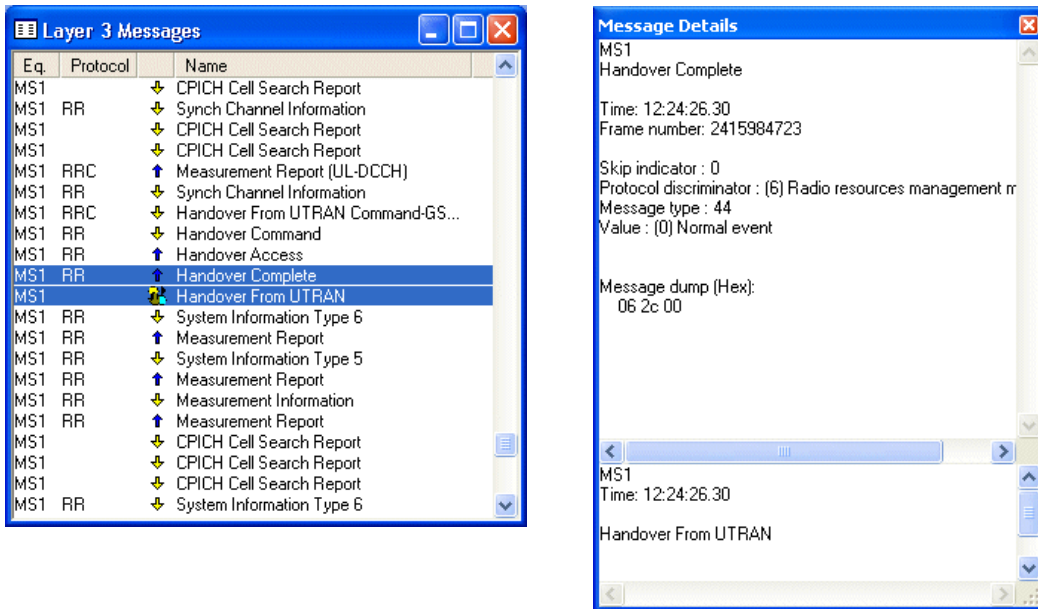 Layer 3 Messages
Eq. Protocol Name
MS1 CPICH Cell Search Report
MS1 RR Synch Channel Information
MS1 CPICH Cell Search Report
MS1 CPICH Cell Search Report
MS1 RRC Measurement Report (UL-DCCH)
MS1 RR Synch Channel Information
MS1 RRC Handover From UTRAN Command-GS...
MS1 RR Handover Command
MS1 RR Handover Access
MS1 RR Handover Complete
MS1 Handover From UTRAN
MS1 RR System Information Type 6
MS1 RR Measurement Report
MS1 RR System Information Type 5
MS1 RR Measurement Report
MS1 RR Measurement Information
MS1 RR Measurement Report
MS1 CPICH Cell Search Report
MS1 CPICH Cell Search Report
MS1 CPICH Cell Search Report
MS1 RR System Information Type 6
Message Details
MS1
Handover Complete
Time: 12:24:26.30
Frame number: 2415984723
Skip indicator : 0
Protocol discriminator : (6) Radio resources management m
Message type : 44
Value : (0) Normal event
Message dump (Hex):
06 2c 00
MS1
Time: 12:24:26.30
Handover From UTRAN